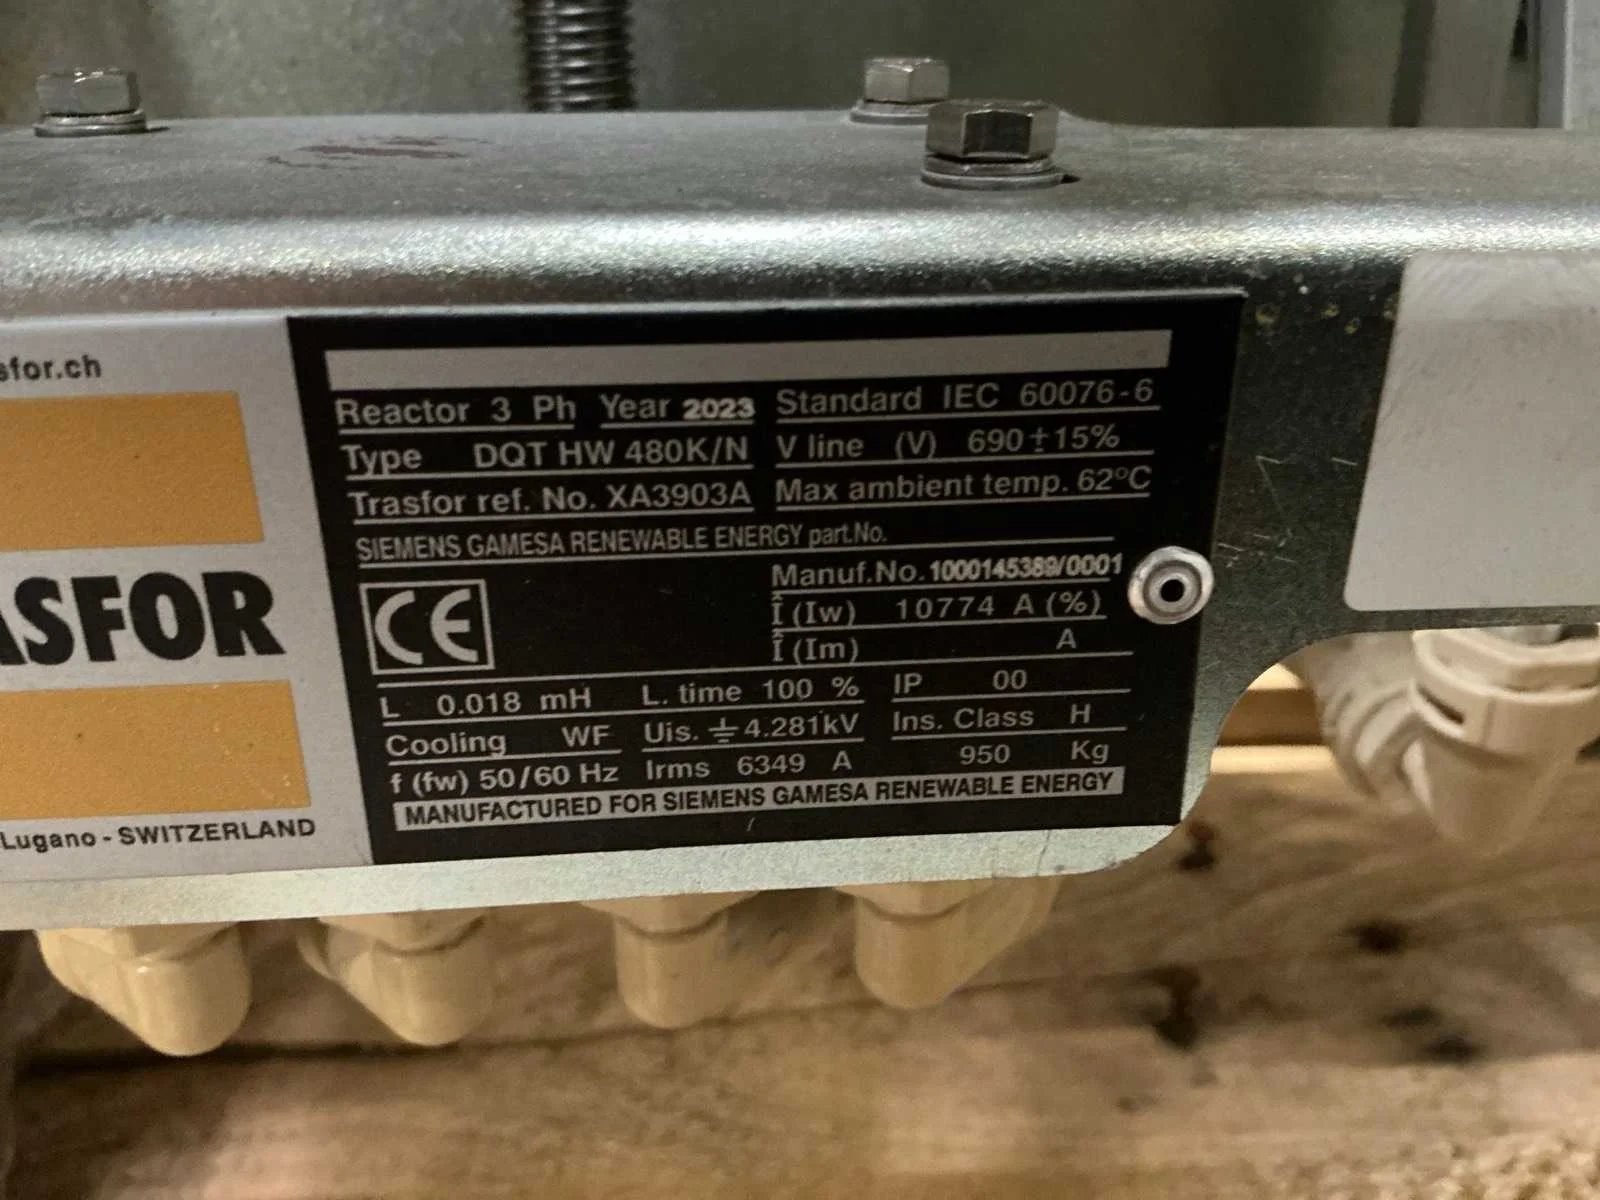 sfor.ch
ASFOR
Lugano - SWITZERLAND
Reactor 3 Ph Year 2023 Standard IEC 60076-6
Type DQT HW 480K/N V line (V) 690±15%
Trasfor ref. No. XA3903A Max ambient temp. 62°C
SIEMENS GAMESA RENEWABLE ENERGY part.No.
Manuf.No. 1000145389/0001
CE Î (Iw) 10774 A (%)
Î (Im) A
L 0.018 mH L. time 100 % IP 00
Cooling WF Uis. ⏚ 4.281kV Ins. Class H
f (fw) 50/60 Hz Irms 6349 A 950 Kg
MANUFACTURED FOR SIEMENS GAMESA RENEWABLE ENERGY